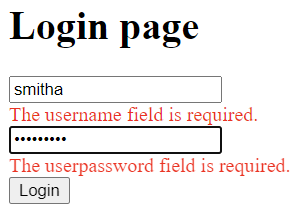 Login page
smitha
The username field is required.
•••••••••
The userpassword field is required.
Login